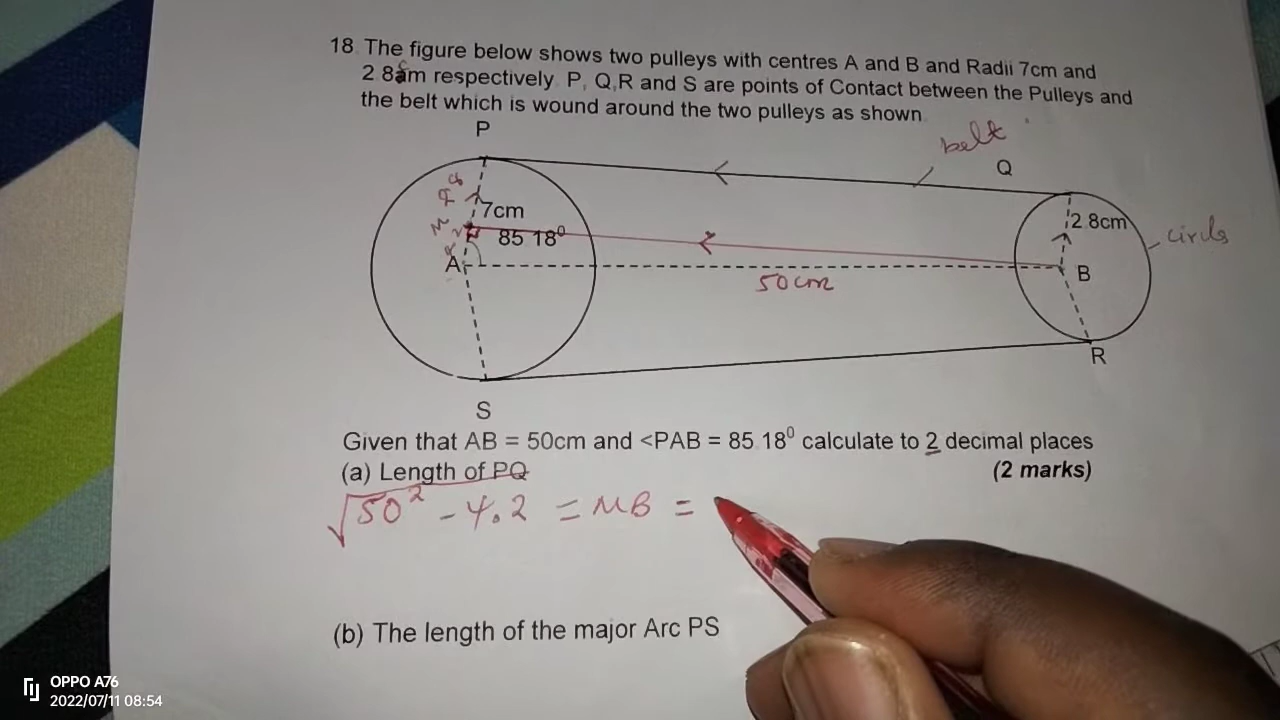 18 The figure below shows two pulleys with centres A and B and Radii 7cm and
2 8cm respectively P, Q,R and S are points of Contact between the Pulleys and
the belt which is wound around the two pulleys as shown
belt
P
Q
7cm
2 8cm
circle
M
85 18⁰
A
B
50cm
R
S
Given that AB = 50cm and <PAB = 85 18⁰ calculate to 2 decimal places
(a) Length of PQ (2 marks)
√50² - 4.2 = MB =
(b) The length of the major Arc PS
OPPO A76
2022/07/11 08:54